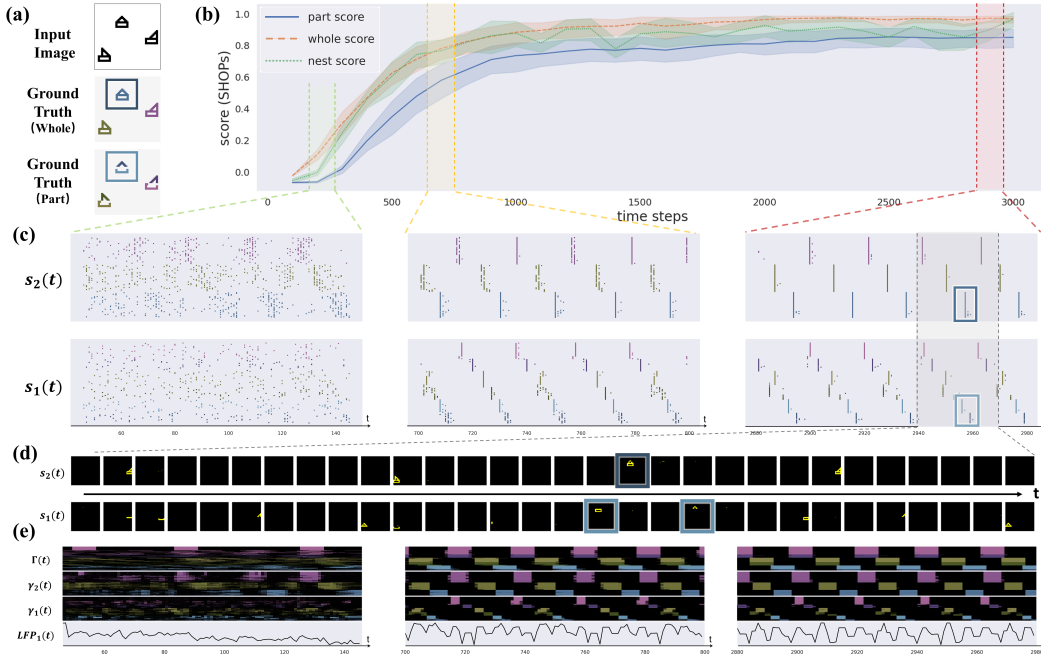 (a)
Input
Image
Ground
Truth
(Whole)
Ground
Truth
(Part)
(b)
score (SHOPs)
1.0
0.8
0.6
0.4
0.2
0.0
part score
whole score
nest score
0 500 1000 1500 2000 2500 3000
time steps
(c)
s₂(t)
s₁(t)
60 80 100 120 140 t
700 720 740 760 780 800 t
2880 2900 2920 2940 2960 2980
(d)
s₂(t)
t
s₁(t)
(e)
Γ(t)
γ₂(t)
γ₁(t)
LFP₁(t)
60 80 100 120 140 t
700 720 740 760 780 800 t
2880 2900 2920 2940 2960 2980